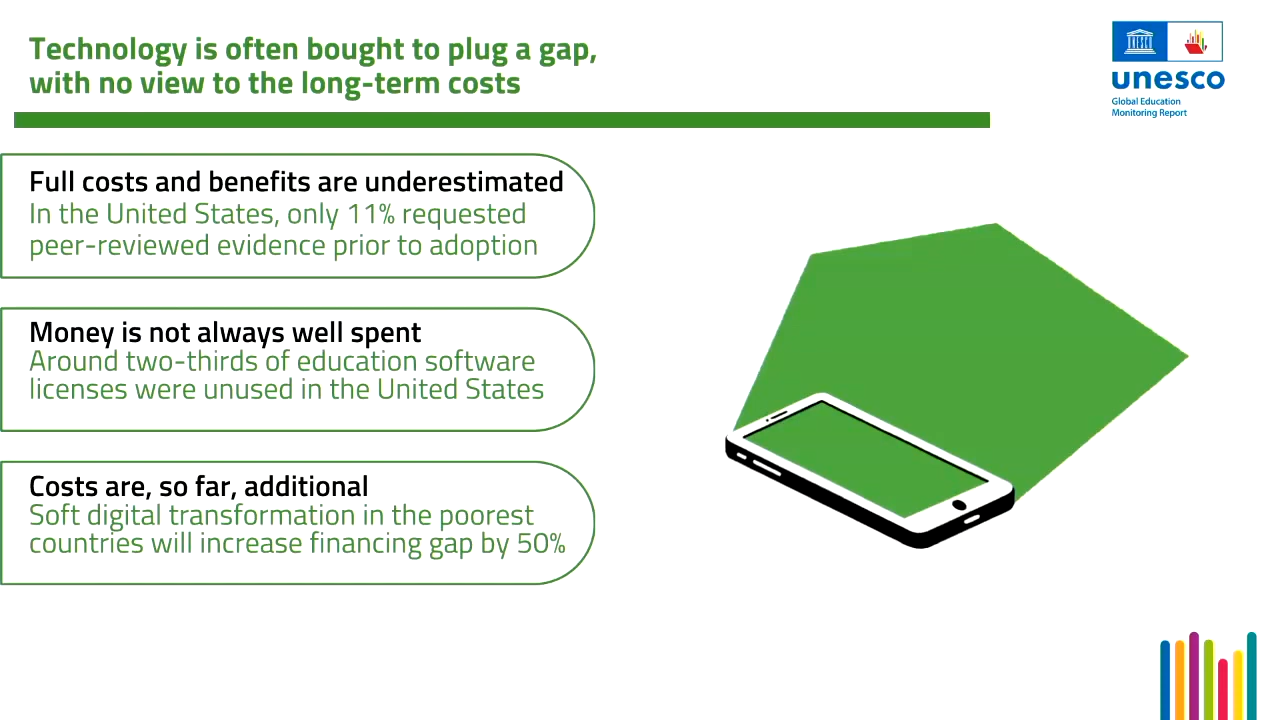 Technology is often bought to plug a gap,
with no view to the long-term costs
unesco
Global Education
Monitoring Report
Full costs and benefits are underestimated
In the United States, only 11% requested
peer-reviewed evidence prior to adoption
Money is not always well spent
Around two-thirds of education software
licenses were unused in the United States
Costs are, so far, additional
Soft digital transformation in the poorest
countries will increase financing gap by 50%